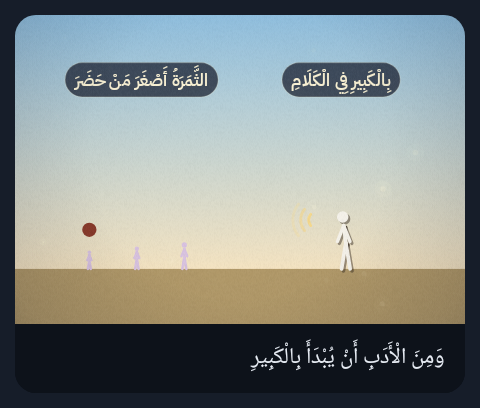 بِالْكَبِيرِ فِي الْكَلَامِ
الثَّمَرَةُ أَصْغَرَ مَنْ حَضَرَ
وَمِنَ الْأَدَبِ أَنْ يُبْدَأَ بِالْكَبِيرِ